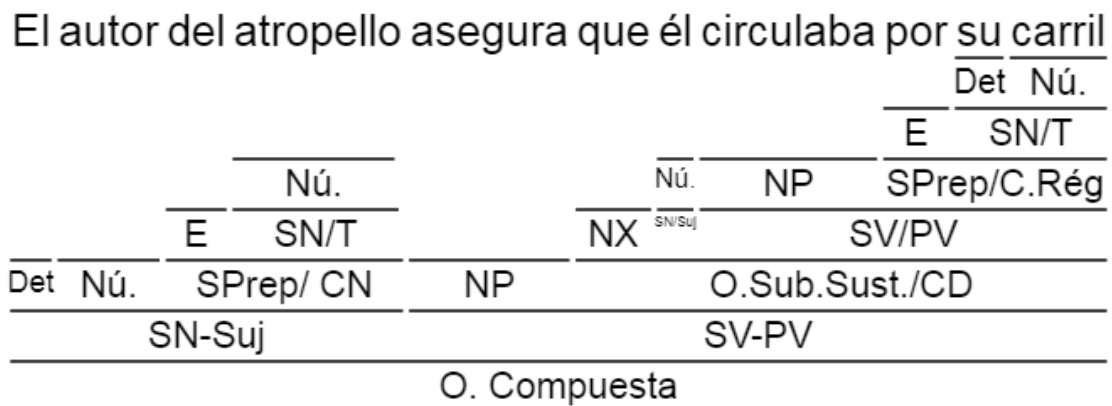 El autor del atropello asegura que él circulaba por su carril
Det Nú.
E SN/T
Nú. Nú. NP SPrep/C.Rég
E SN/T NX SN/Suj SV/PV
Det Nú. SPrep/ CN NP O.Sub.Sust./CD
SN-Suj SV-PV
O. Compuesta